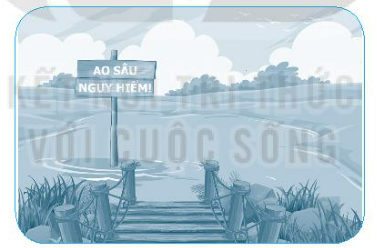 AO SÂU
NGUY HIỂM!
KẾT NỐI TRI THỨC
VỚI CUỘC SỐNG